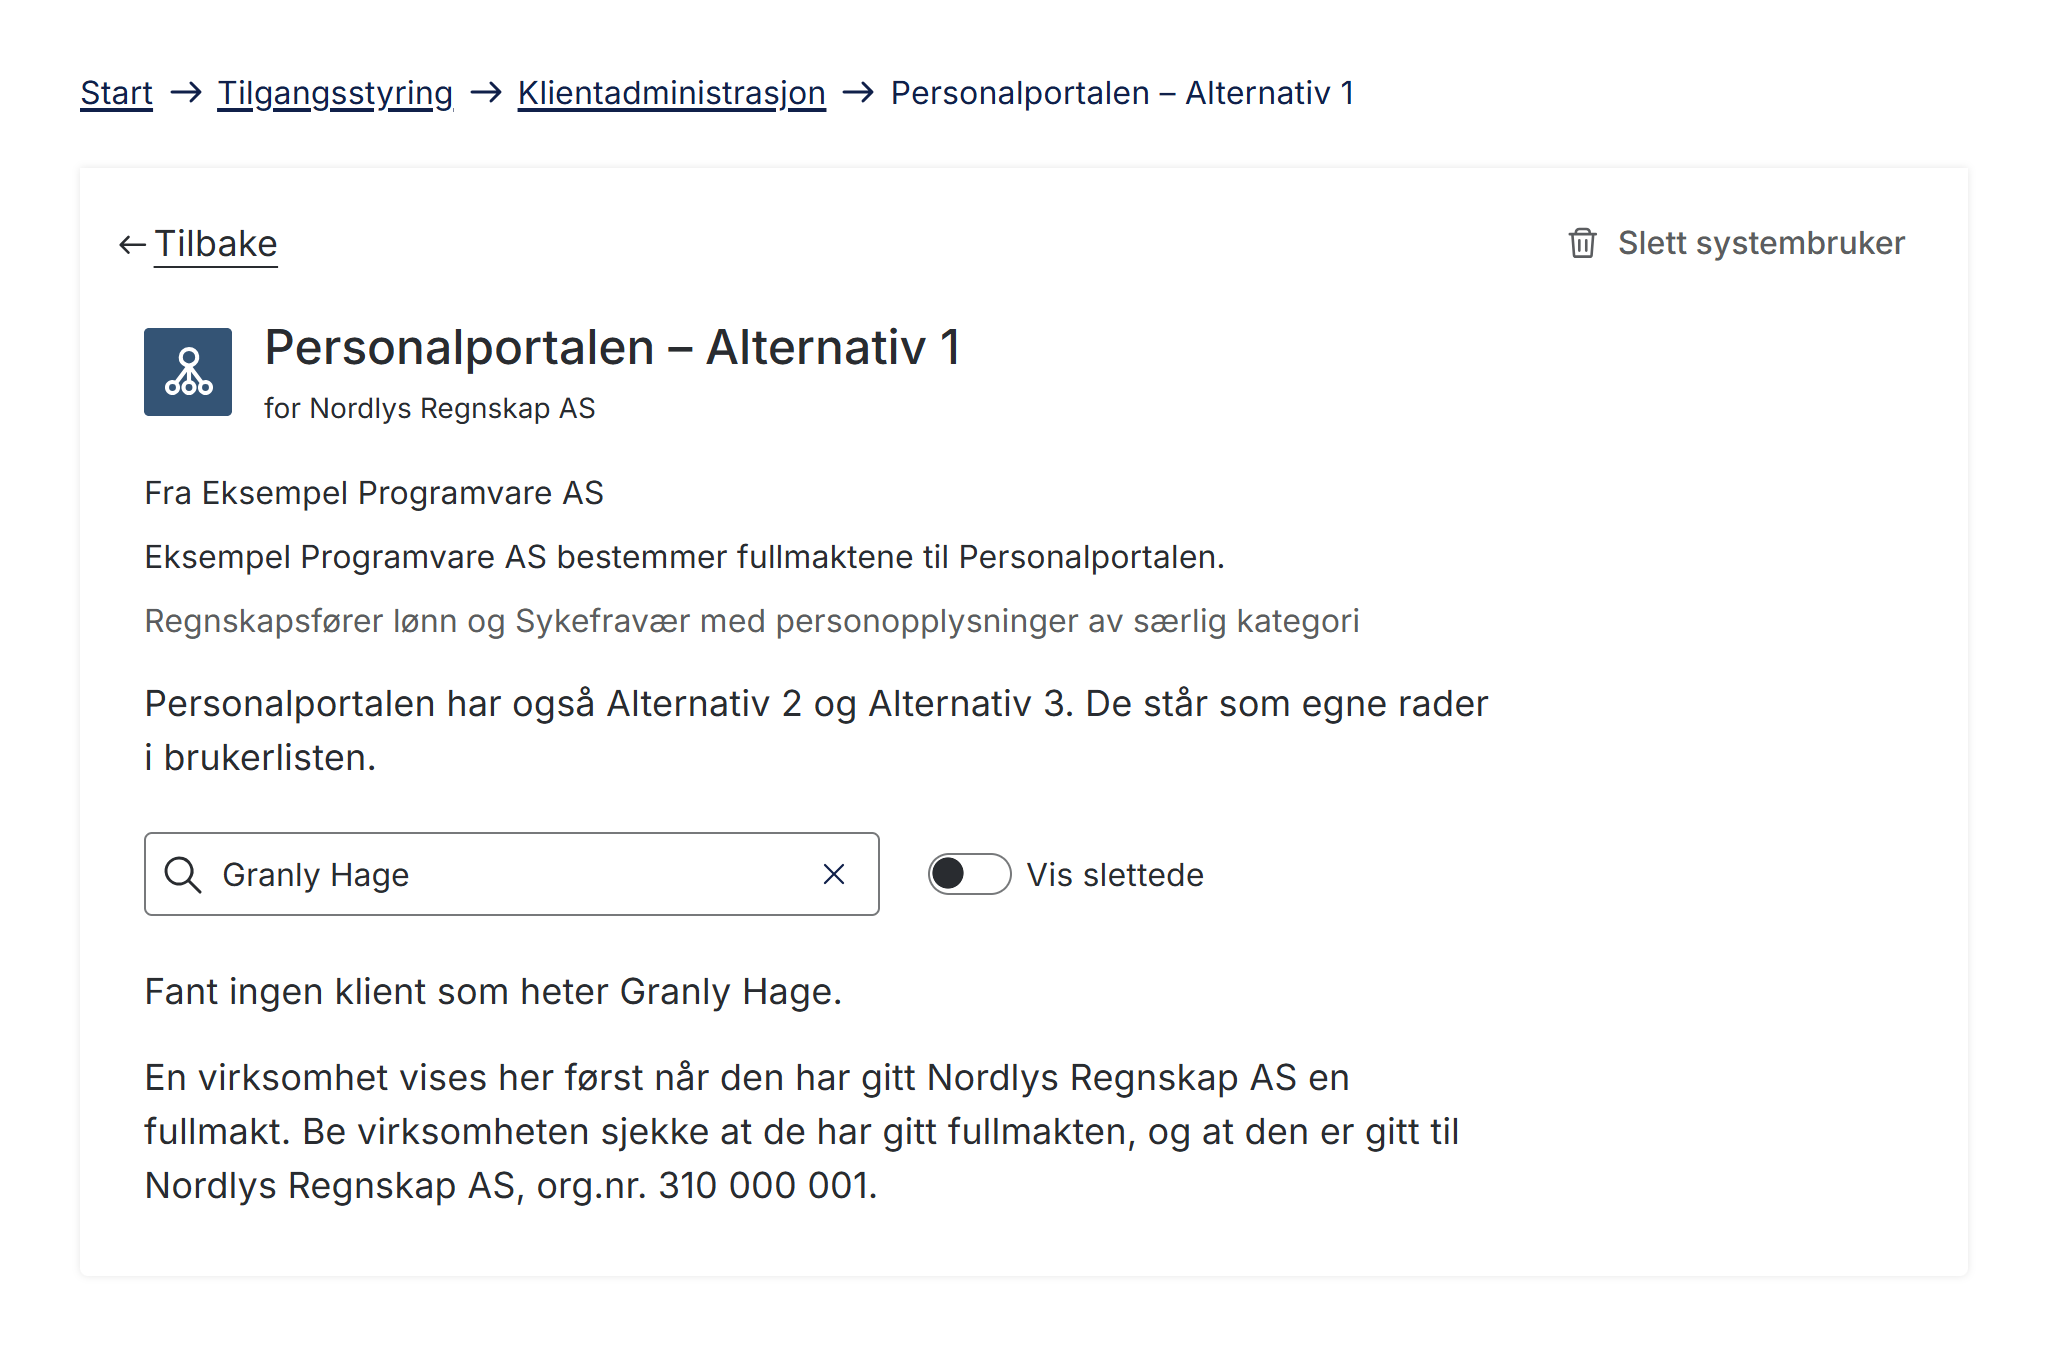 Start → Tilgangsstyring → Klientadministrasjon → Personalportalen – Alternativ 1
← Tilbake
Slett systembruker
Personalportalen – Alternativ 1
for Nordlys Regnskap AS
Fra Eksempel Programvare AS
Eksempel Programvare AS bestemmer fullmaktene til Personalportalen.
Regnskapsfører lønn og Sykefravær med personopplysninger av særlig kategori
Personalportalen har også Alternativ 2 og Alternativ 3. De står som egne rader
i brukerlisten.
Granly Hage
Vis slettede
Fant ingen klient som heter Granly Hage.
En virksomhet vises her først når den har gitt Nordlys Regnskap AS en
fullmakt. Be virksomheten sjekke at de har gitt fullmakten, og at den er gitt til
Nordlys Regnskap AS, org.nr. 310 000 001.